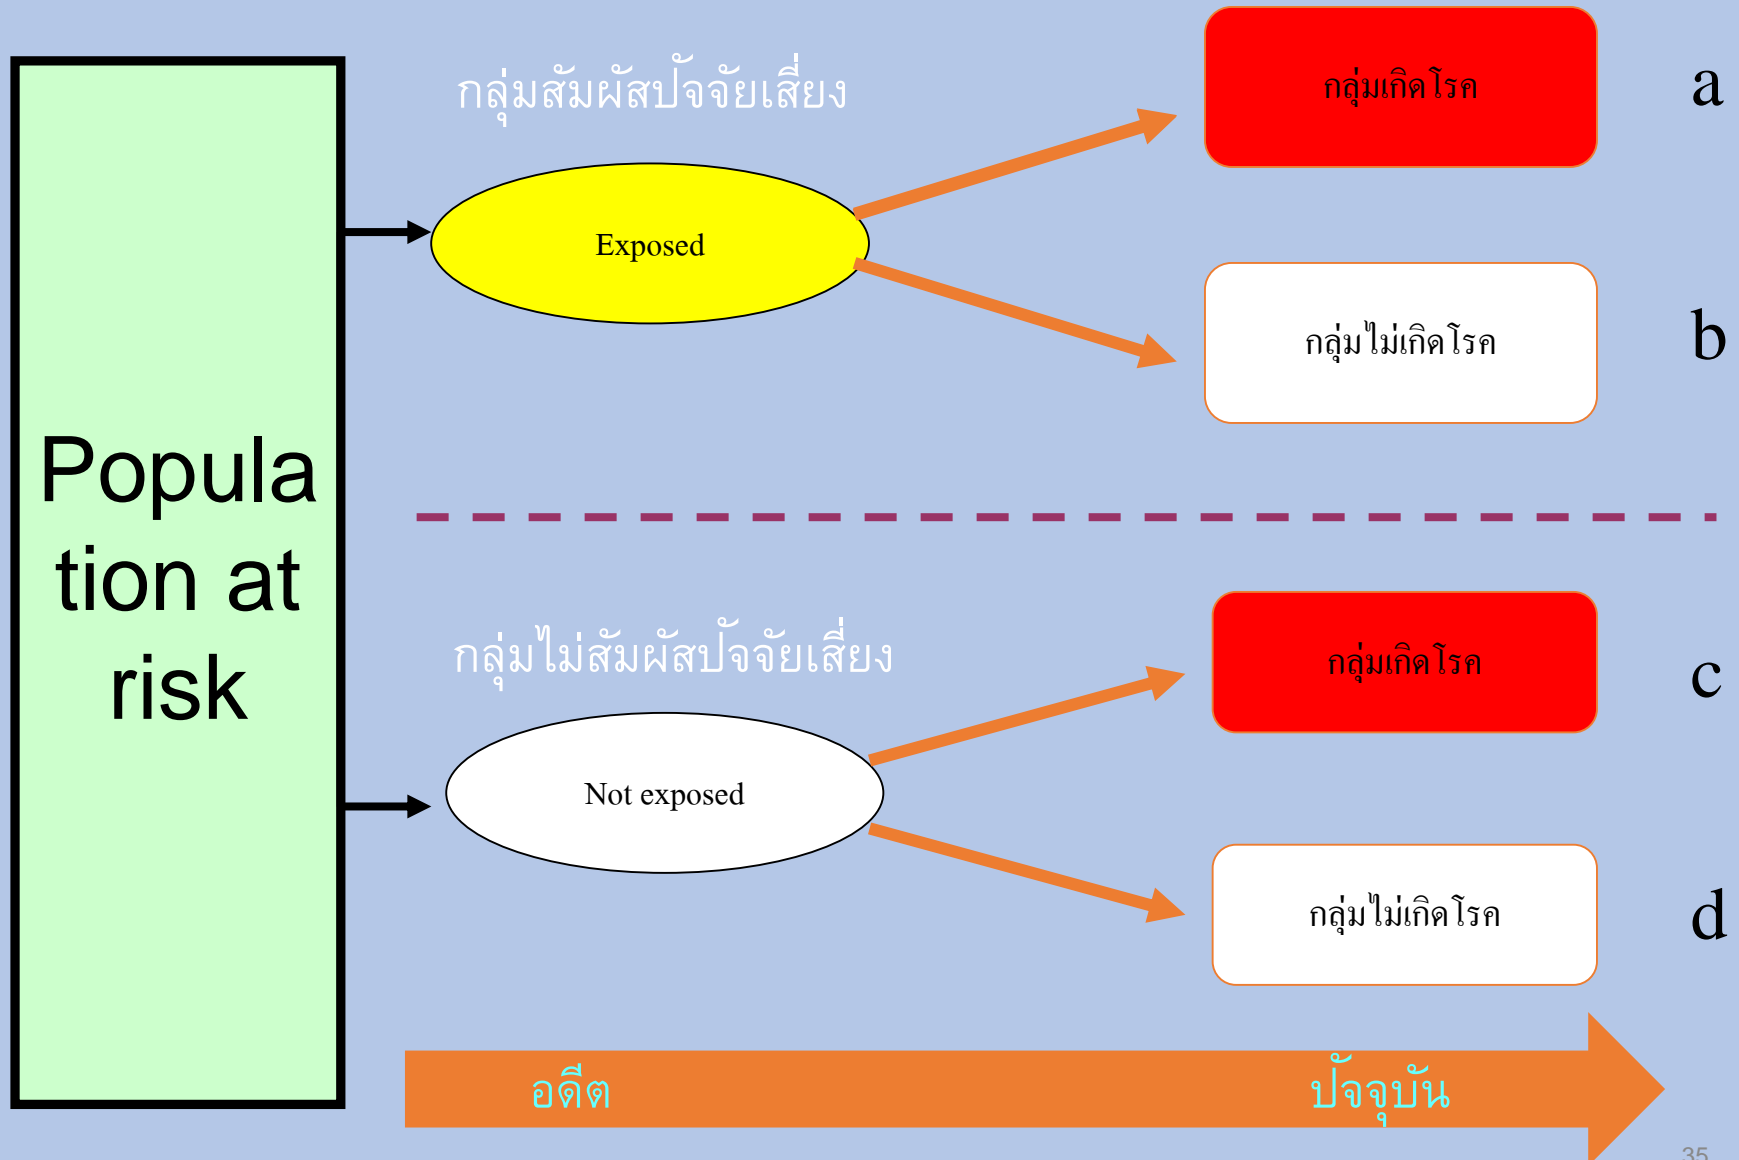 กลุ่มสัมผัสปัจจัยเสี่ยง
กลุ่มเกิดโรค
a
Exposed
กลุ่มไม่เกิดโรค
b
Popula
tion at
risk
กลุ่มไม่สัมผัสปัจจัยเสี่ยง
กลุ่มเกิดโรค
c
Not exposed
กลุ่มไม่เกิดโรค
d
อดีต
ปัจจุบัน
35